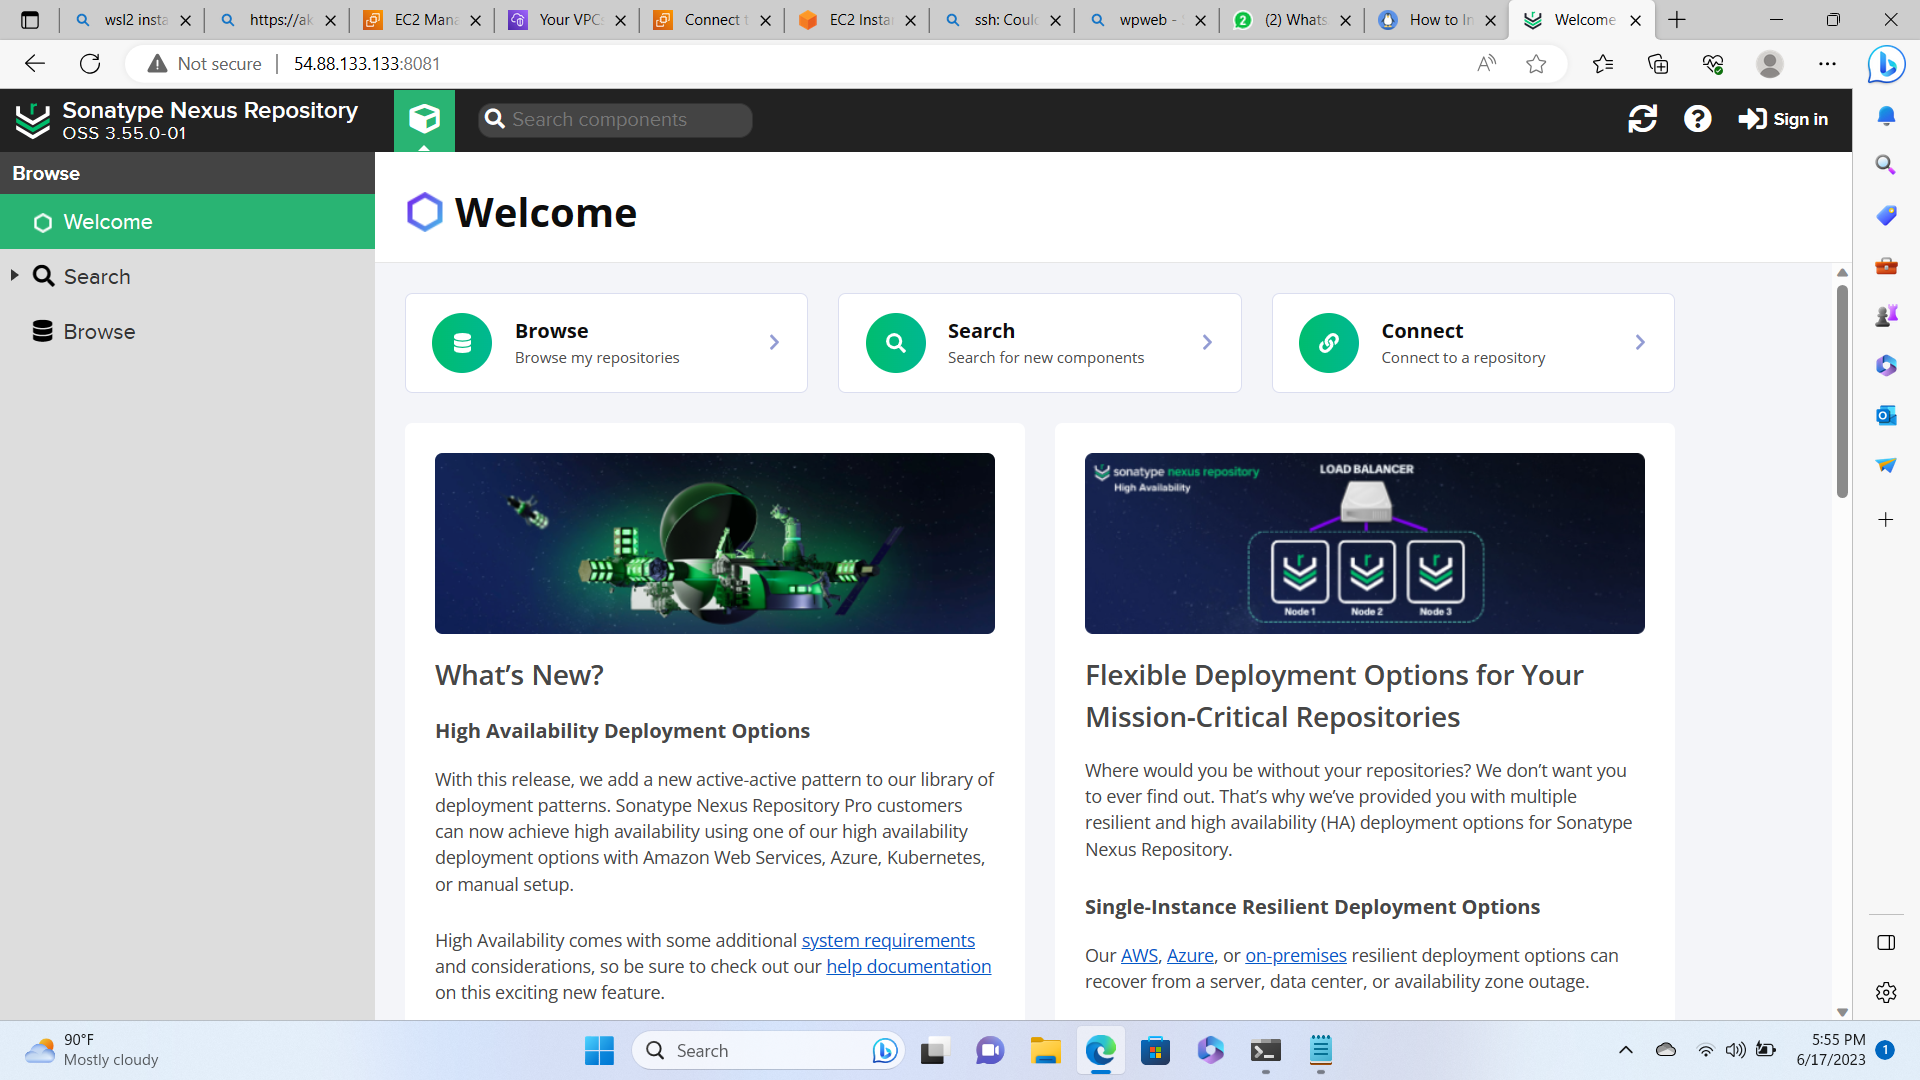 wsl2 insta
https://ak
EC2 Mana
Your VPCs
Connect t
EC2 Instan
ssh: Could
wpweb - S
(2) Whats
How to In
Welcome
Not secure
54.88.133.133:8081
Sonatype Nexus Repository
OSS 3.55.0-01
Search components
Sign in
Browse
Welcome
Search
Browse
Welcome
Browse
Browse my repositories
Search
Search for new components
Connect
Connect to a repository
What’s New?
High Availability Deployment Options
With this release, we add a new active-active pattern to our library of
deployment patterns. Sonatype Nexus Repository Pro customers
can now achieve high availability using one of our high availability
deployment options with Amazon Web Services, Azure, Kubernetes,
or manual setup.
High Availability comes with some additional system requirements
and considerations, so be sure to check out our help documentation
on this exciting new feature.
sonatype nexus repository
High Availability
LOAD BALANCER
Node 1 Node 2 Node 3
Flexible Deployment Options for Your
Mission-Critical Repositories
Where would you be without your repositories? We don’t want you
to ever find out. That’s why we’ve provided you with multiple
resilient and high availability (HA) deployment options for Sonatype
Nexus Repository.
Single-Instance Resilient Deployment Options
Our AWS, Azure, or on-premises resilient deployment options can
recover from a server, data center, or availability zone outage.
90°F
Mostly cloudy
Search
5:55 PM
6/17/2023
1